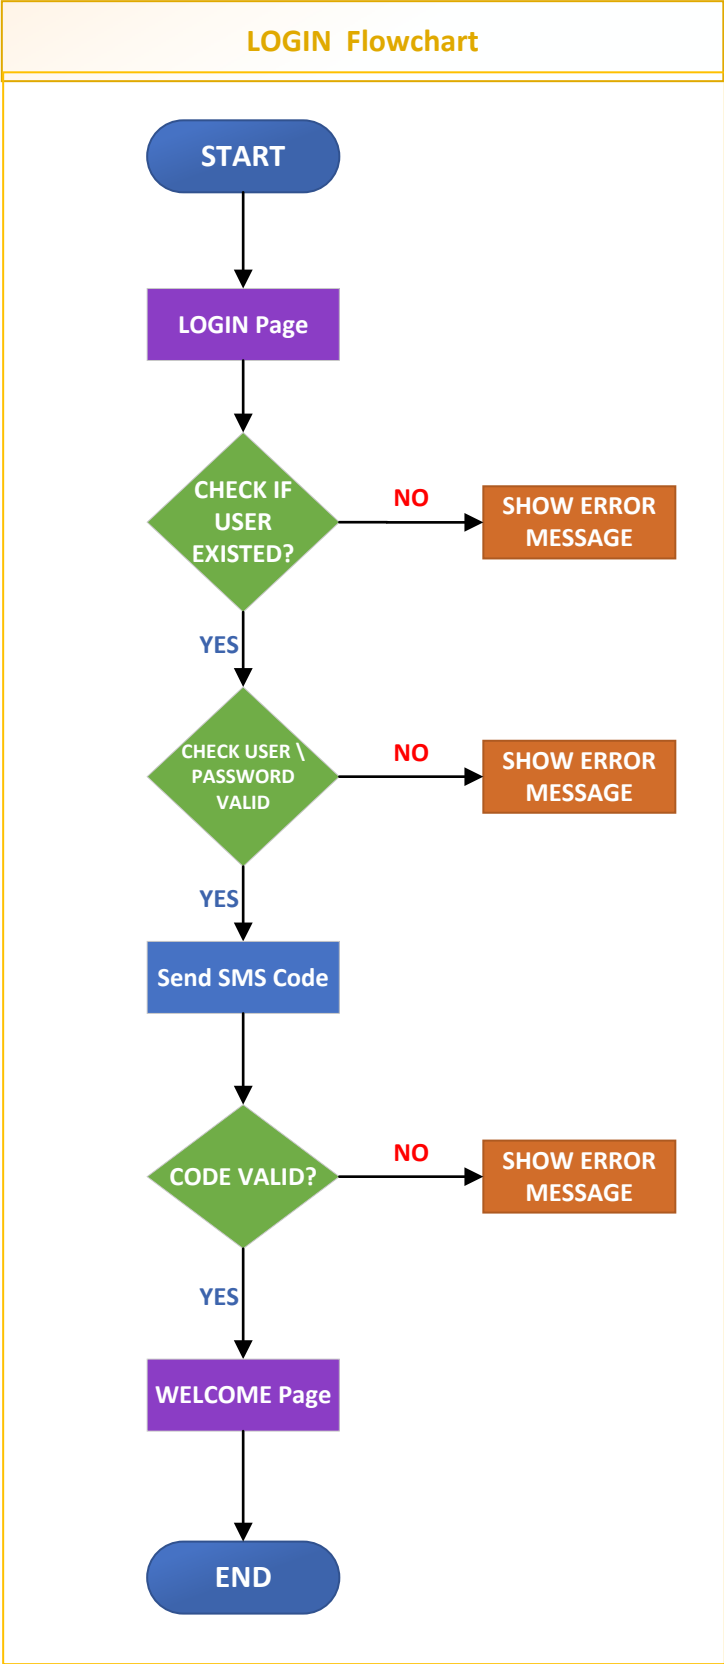 LOGIN  Flowchart
START
LOGIN Page
CHECK IF
USER
EXISTED?
NO
SHOW ERROR
MESSAGE
YES
CHECK USER \
PASSWORD
VALID
NO
SHOW ERROR
MESSAGE
YES
Send SMS Code
CODE VALID?
NO
SHOW ERROR
MESSAGE
YES
WELCOME Page
END